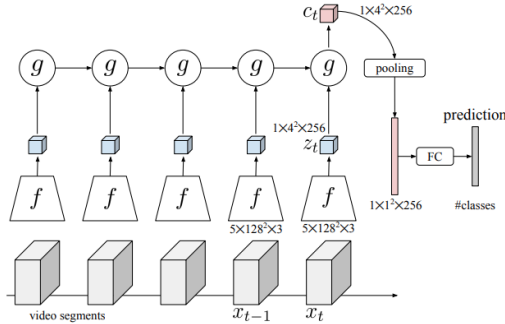 c_t
1×4²×256
g g g g g
pooling
1×4²×256
z_t
prediction
FC
f f f f f
1×1²×256
#classes
5×128²×3 5×128²×3
video segments
x_{t−1} x_t